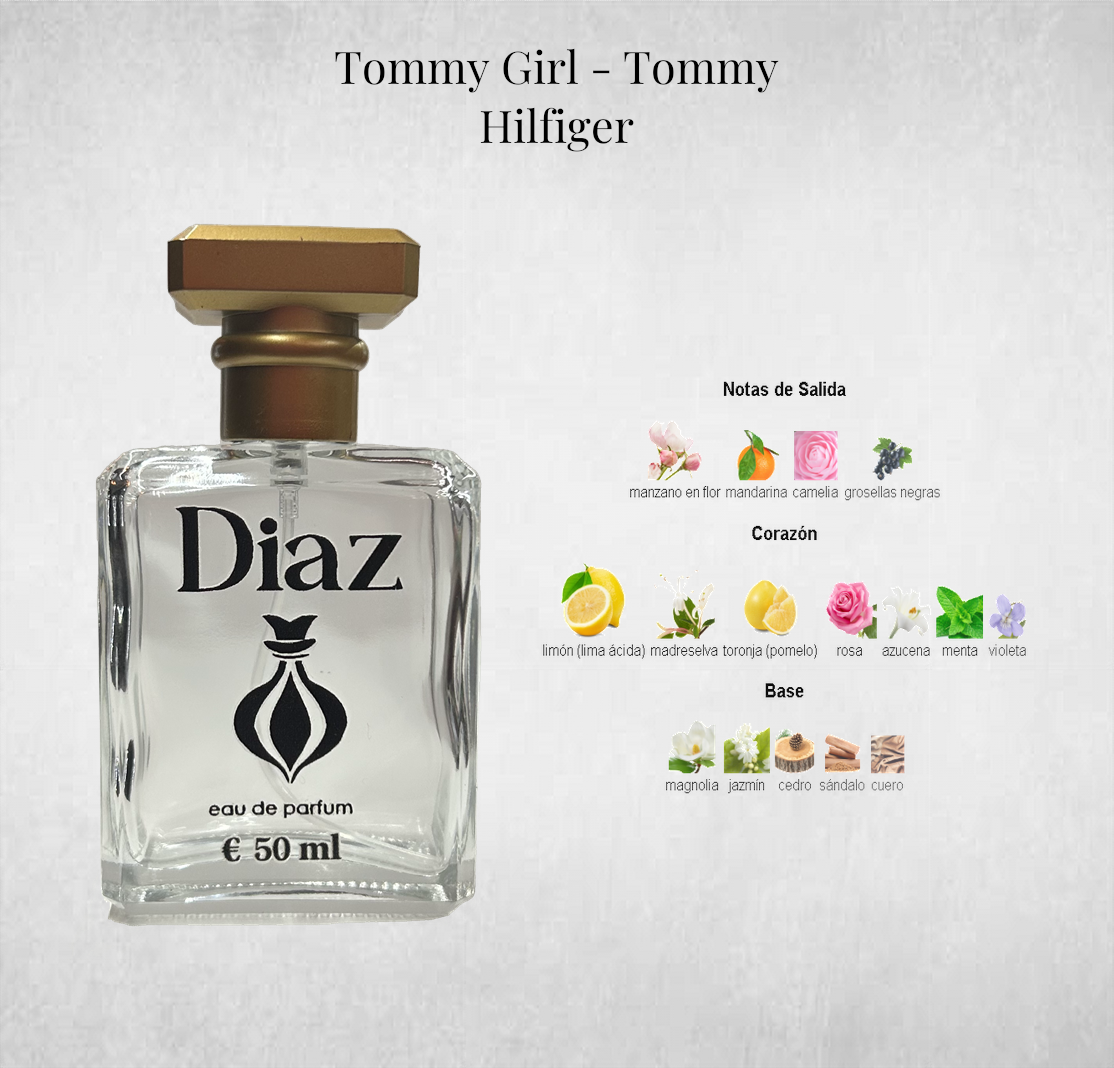 Tommy Girl - Tommy
Hilfiger
Diaz
eau de parfum
€ 50 ml
Notas de Salida
manzano en flor mandarina camelia grosellas negras
Corazón
limón (lima ácida) madreselva toronja (pomelo) rosa azucena menta violeta
Base
magnolia jazmín cedro sándalo cuero